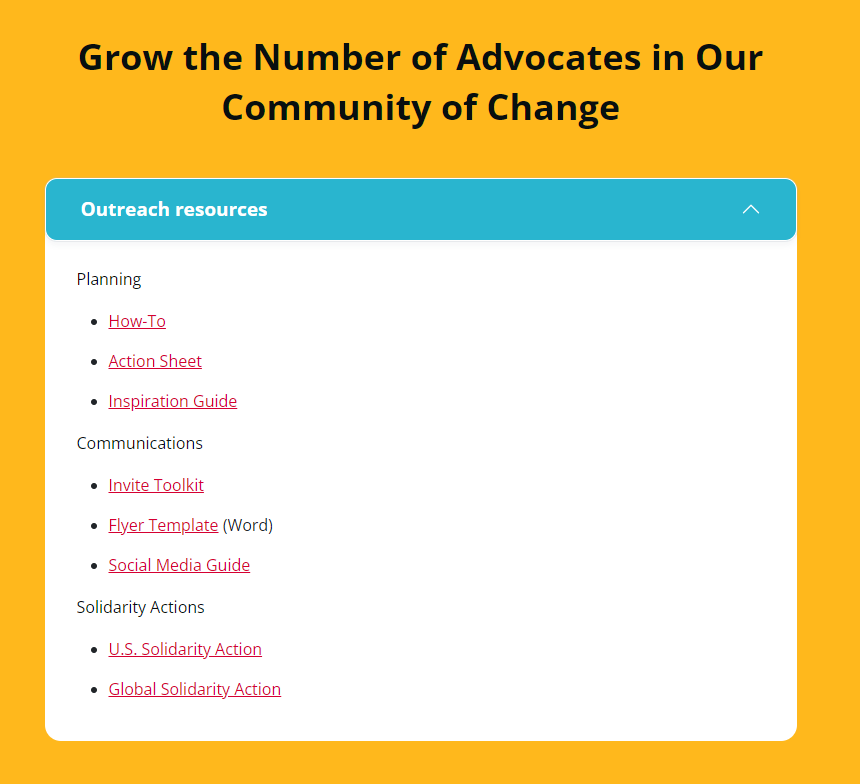 Grow the Number of Advocates in Our
Community of Change
Outreach resources
Planning
How-To
Action Sheet
Inspiration Guide
Communications
Invite Toolkit
Flyer Template (Word)
Social Media Guide
Solidarity Actions
U.S. Solidarity Action
Global Solidarity Action